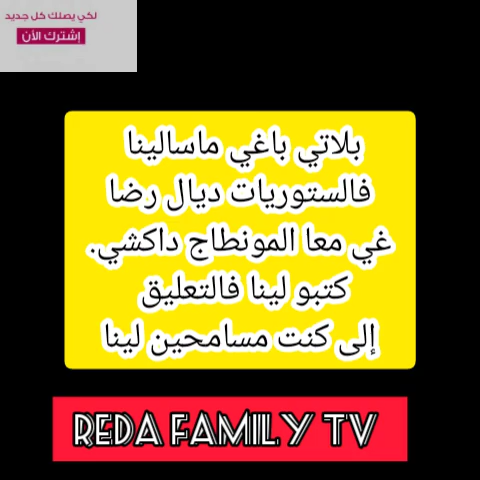 لكي يصلك كل جديد
إشترك الأن
بلاتي باغي ماسالينا
فالستوريات ديال رضا
غي معا المونطاج داكشي.
كتبو لينا فالتعليق
إلى كنت مسامحين لينا
REDA FAMILY TV